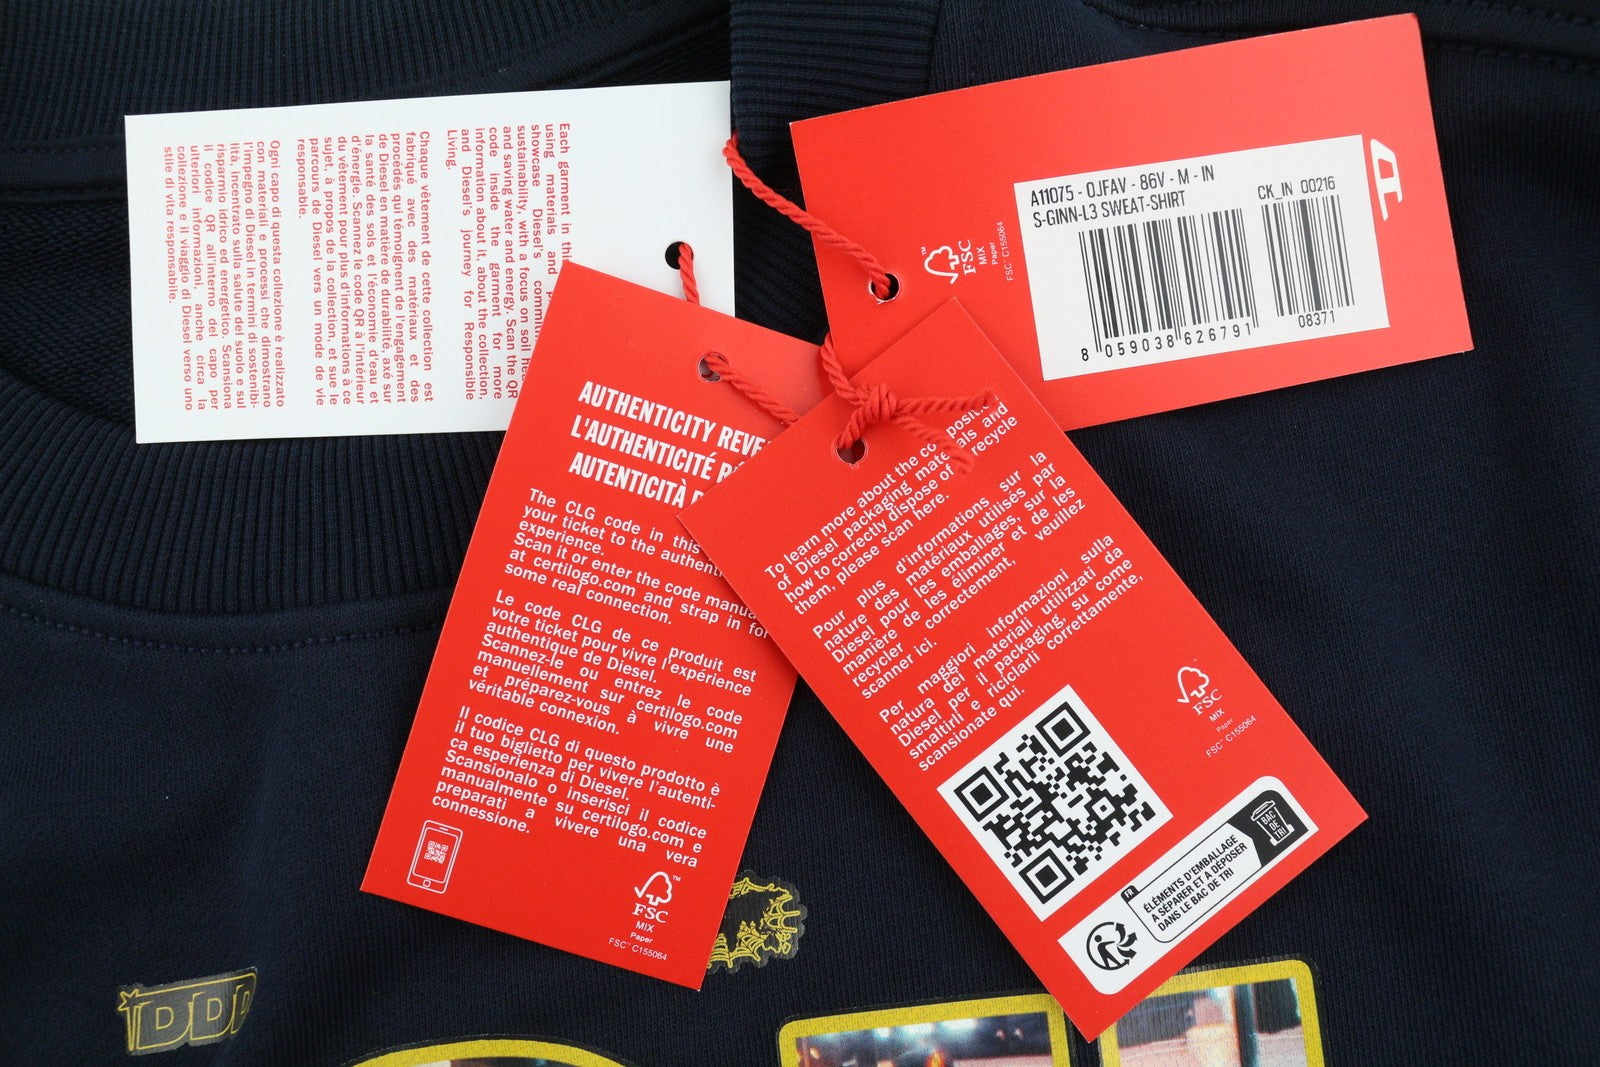 Each garment in this
using materials and
showcase Diesel's
sustainability, with a focus on soil
and saving water and energy. Scan the QR
code inside the garment for more
information about it, about the collection,
and Diesel's journey for Responsible
Living.
Chaque vêtement de cette collection est
fabriqué avec des matériaux et des
procédés qui témoignent de l'engagement
de Diesel en matière de durabilité, axé sur
la santé des sols et l'économie d'eau et
d'énergie. Scannez le code QR à l'intérieur
du vêtement pour plus d'informations à ce
sujet, à propos de la collection, et sue le
parcours de Diesel vers un mode de vie
responsable.
Ogni capo di questa collezione è realizzato
con materiali e processi che dimostrano
l'impegno di Diesel in termini di sostenibi-
lità, incentrato sulla salute del suolo e sul
risparmio idrico ed energetico. Scansiona
il codice QR all'interno del capo per
ulteriori informazioni, anche circa la
collezione e il viaggio di Diesel verso uno
stile di vita responsabile.
A11075 - 0JFAV - 86V - M - IN
S-GINN-L3 SWEAT-SHIRT
CK_IN 00216
8 059038 626791
08371
FSC
MIX
Paper
FSC™ C155064
D
AUTHENTICITY
L'AUTHENTICITÉ
AUTENTICITÀ
The CLG code in this
your ticket to the
experience.
Scan it or enter the code
at certilogo.com and strap in for
some real connection.
Le code CLG de ce produit est
votre ticket pour vivre l'expérience
authentique de Diesel.
Scannez-le ou entrez le code
manuellement sur certilogo.com
et préparez-vous à vivre une
véritable connexion.
Il codice CLG di questo prodotto è
il tuo biglietto per vivere l'autenti-
ca esperienza di Diesel.
Scansionalo o inserisci il codice
manualmente su certilogo.com e
preparati a vivere una vera
connessione.
™
FSC
MIX
Paper
FSC™ C155064
To learn more about the composition
of Diesel packaging materials and
how to correctly dispose of recycle
them, please scan here.
Pour plus d'informations sur la
nature des matériaux utilisés par
Diesel pour les emballages, sur la
manière de les éliminer et de les
recycler correctement, veuillez
scanner ici.
Per maggiori informazioni sulla
natura dei materiali utilizzati da
Diesel per il packaging, su come
smaltirli e riciclarli correttamente,
scansionate qui.
FSC
MIX
Paper
FSC™ C155064
FR
ÉLÉMENTS D'EMBALLAGE
A SÉPARER ET A DÉPOSER
DANS LE BAC DE TRI
BAC
DE
TRI
DDD